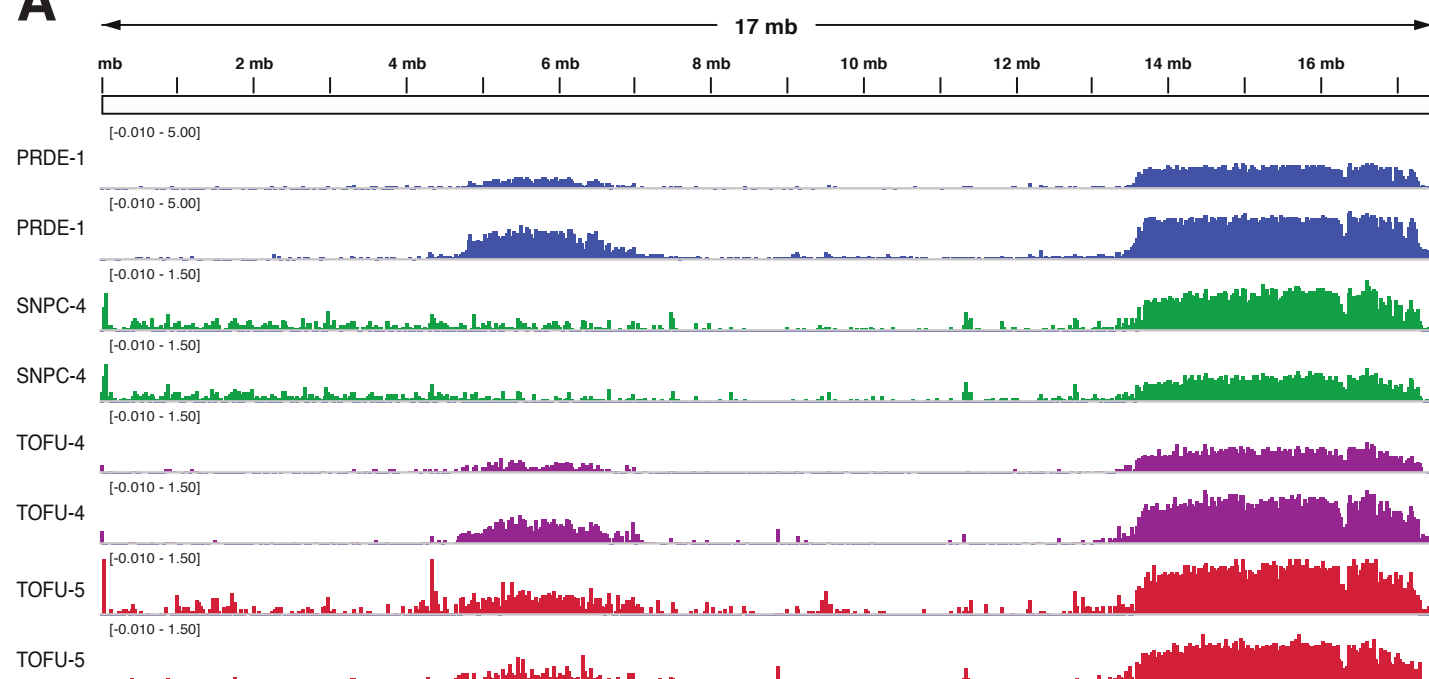 A
17 mb
mb 2 mb 4 mb 6 mb 8 mb 10 mb 12 mb 14 mb 16 mb
[-0.010 - 5.00]
PRDE-1
[-0.010 - 5.00]
PRDE-1
[-0.010 - 1.50]
SNPC-4
[-0.010 - 1.50]
SNPC-4
[-0.010 - 1.50]
TOFU-4
[-0.010 - 1.50]
TOFU-4
[-0.010 - 1.50]
TOFU-5
[-0.010 - 1.50]
TOFU-5